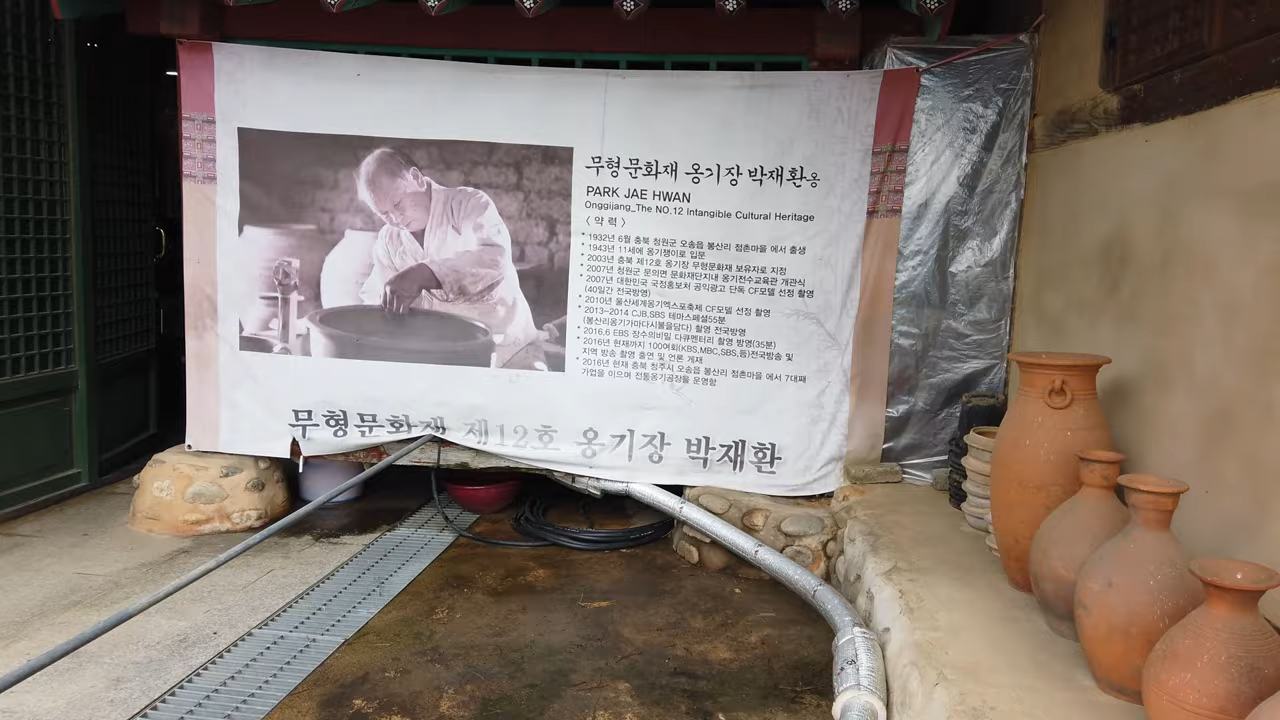 무형문화재 옹기장 박재환옹
PARK JAE HWAN
Onggijang_The NO.12 Intangible Cultural Heritage
< 약 력 >
* 1932년 6월 충북 청원군 오송읍 봉산리 점촌마을 에서 출생
* 1943년 11세에 옹기쟁이로 입문
* 2003년 충북 제12호 옹기장 무형문화재 보유자로 지정
* 2007년 청원군 문의면 문화재단지내 옹기전수교육관 개관식
* 2007년 대한민국 국정홍보처 공익광고 단독 CF모델 선정 촬영
(40일간 전국방영)
* 2010년 울산세계옹기엑스포축제 CF모델 선정 촬영
* 2013~2014 CJB,SBS 테마스페셜55분
(봉산리옹기가마다시불을담다) 촬영 전국방영
* 2016.6 EBS 장수의비밀 다큐멘터리 촬영 방영(35분)
* 2016년 현재까지 100여회(KBS,MBC,SBS,등)전국방송 및
지역 방송 촬영 출연 및 언론 게재
* 2016년 현재 충북 청주시 오송읍 봉산리 점촌마을 에서 7대째
가업을 이으며 전통옹기공장을 운영함
무형문화재 제12호 옹기장 박재환